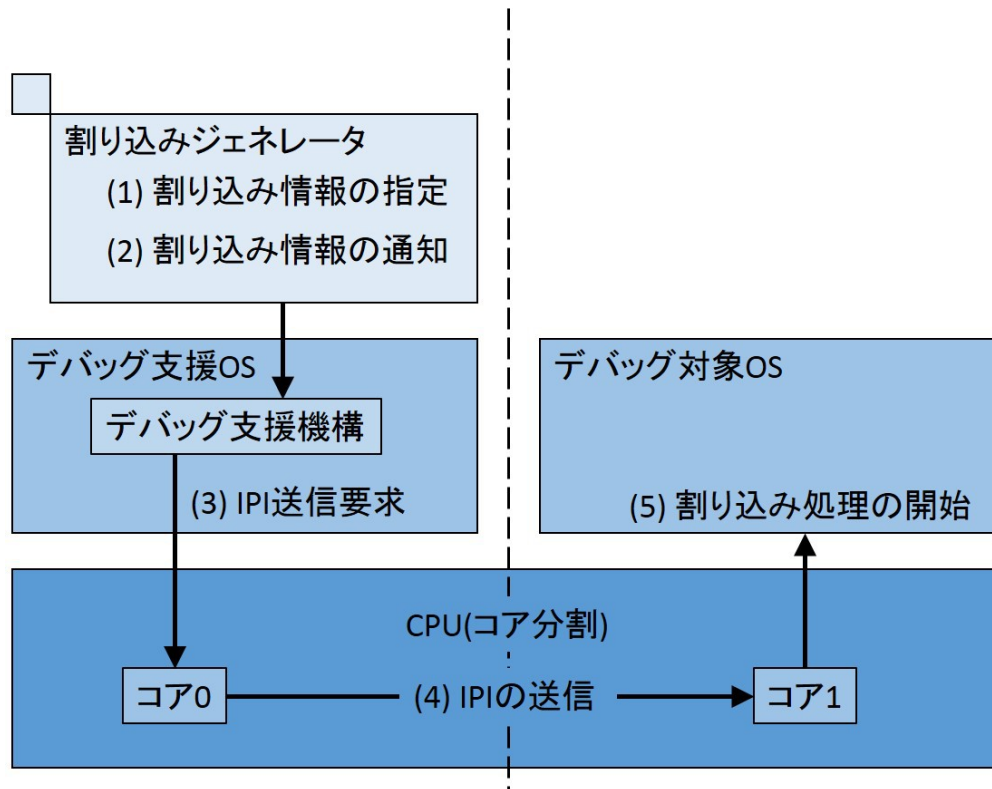 割り込みジェネレータ
(1) 割り込み情報の指定
(2) 割り込み情報の通知
デバッグ支援OS
デバッグ支援機構
(3) IPI送信要求
デバッグ対象OS
(5) 割り込み処理の開始
CPU(コア分割)
コア0
(4) IPIの送信
コア1